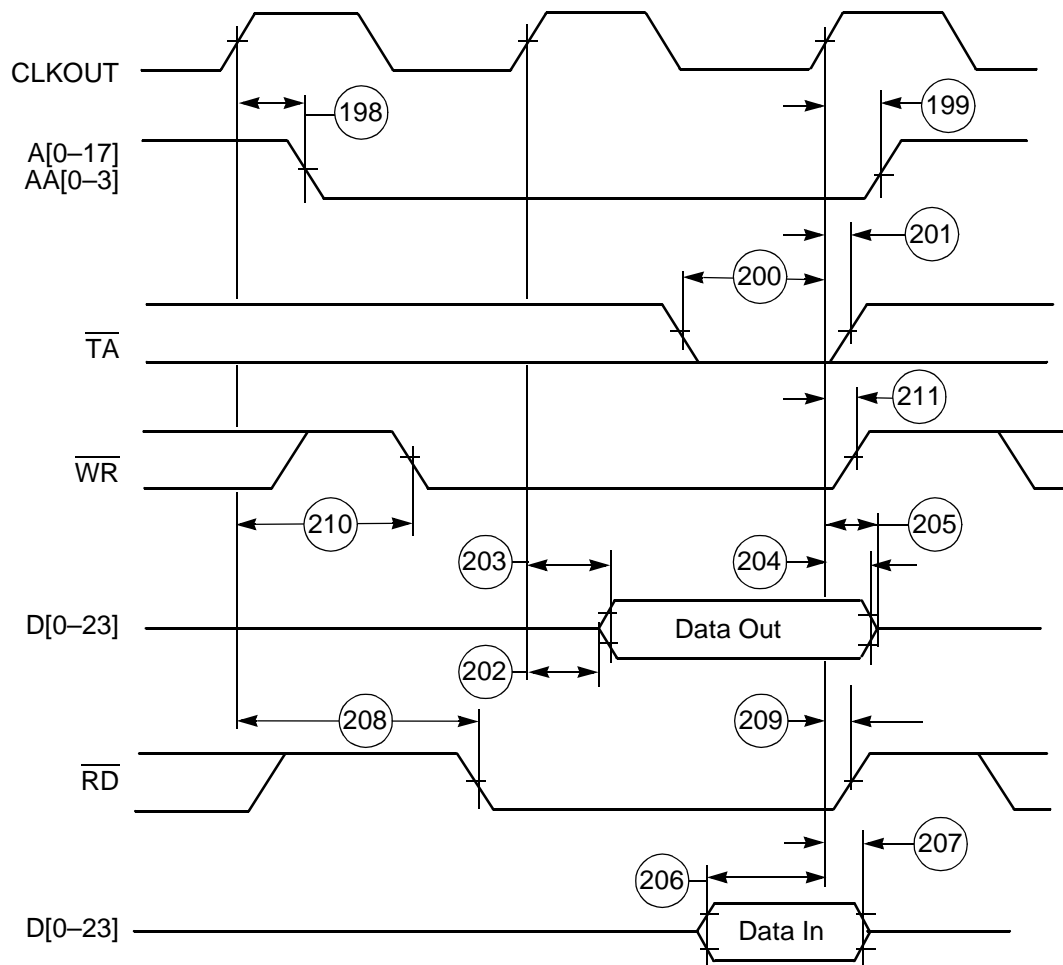 CLKOUT
198
199
A[0–17]
AA[0–3]
201
200
TA
211
WR
210
203
204
205
D[0–23]
Data Out
202
208
209
RD
207
206
D[0–23]
Data In